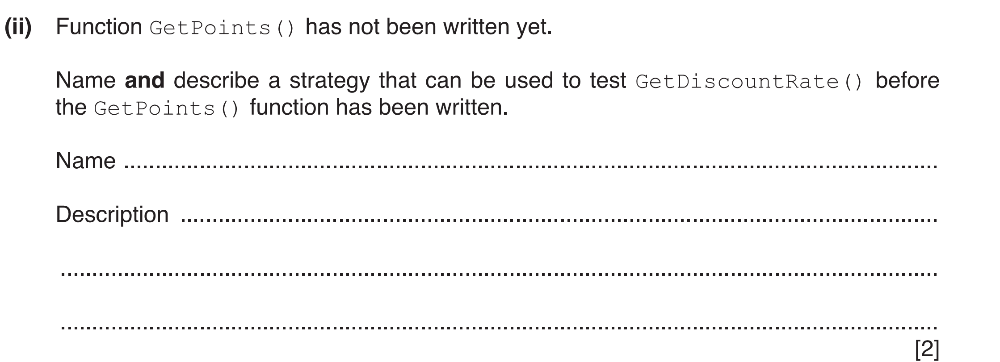 (ii) Function GetPoints() has not been written yet.
Name and describe a strategy that can be used to test GetDiscountRate() before
the GetPoints() function has been written.
Name ................................................................................................
Description ................................................................................................
................................................................................................
................................................................................................
[2]